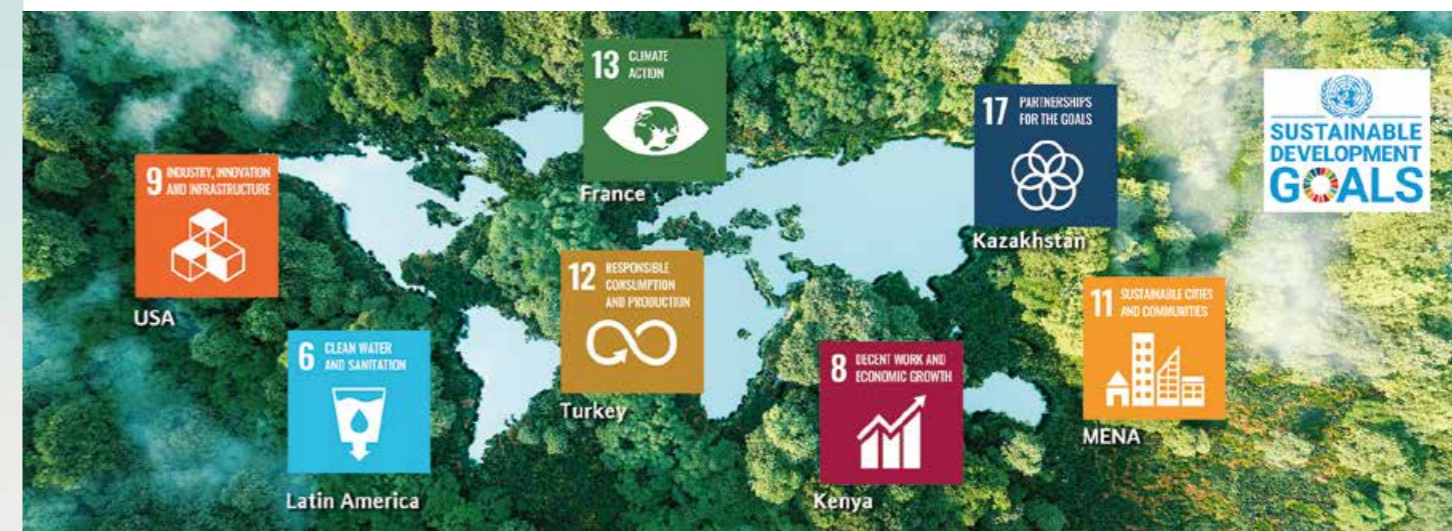 13 CLIMATE
ACTION
France
17 PARTNERSHIPS
FOR THE GOALS
Kazakhstan
SUSTAINABLE
DEVELOPMENT
GOALS
9 INDUSTRY, INNOVATION
AND INFRASTRUCTURE
USA
12 RESPONSIBLE
CONSUMPTION
AND PRODUCTION
Turkey
11 SUSTAINABLE CITIES
AND COMMUNITIES
MENA
6 CLEAN WATER
AND SANITATION
Latin America
8 DECENT WORK AND
ECONOMIC GROWTH
Kenya